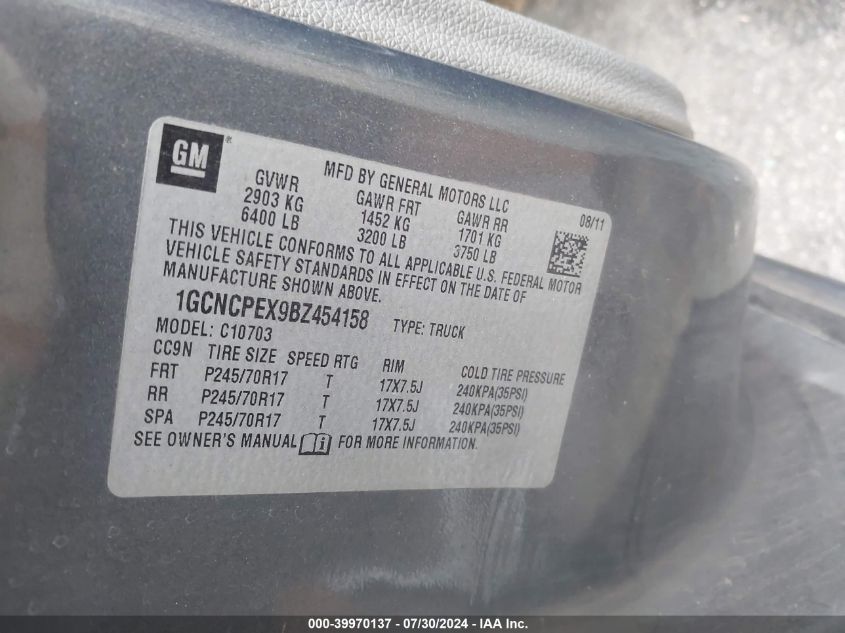 GM®
MFD BY GENERAL MOTORS LLC
08/11
GVWR GAWR FRT GAWR RR
2903 KG 1452 KG 1701 KG
6400 LB 3200 LB 3750 LB
THIS VEHICLE CONFORMS TO ALL APPLICABLE U.S. FEDERAL MOTOR
VEHICLE SAFETY STANDARDS IN EFFECT ON THE DATE OF
MANUFACTURE SHOWN ABOVE.
1GCNCPEX9BZ454158 TYPE: TRUCK
MODEL: C10703
CC9N TIRE SIZE SPEED RTG RIM COLD TIRE PRESSURE
FRT P245/70R17 T 17X7.5J 240KPA(35PSI)
RR P245/70R17 T 17X7.5J 240KPA(35PSI)
SPA P245/70R17 T 17X7.5J 240KPA(35PSI)
SEE OWNER'S MANUAL i FOR MORE INFORMATION.
000-39970137 - 07/30/2024 - IAA Inc.